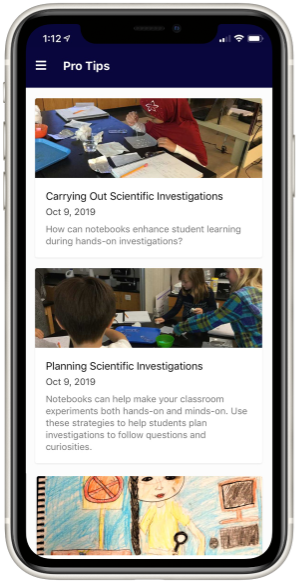 1:12
Pro Tips
Carrying Out Scientific Investigations
Oct 9, 2019
How can notebooks enhance student learning
during hands-on investigations?
Planning Scientific Investigations
Oct 9, 2019
Notebooks can help make your classroom
experiments both hands-on and minds-on. Use
these strategies to help students plan
investigations to follow questions and
curiosities.